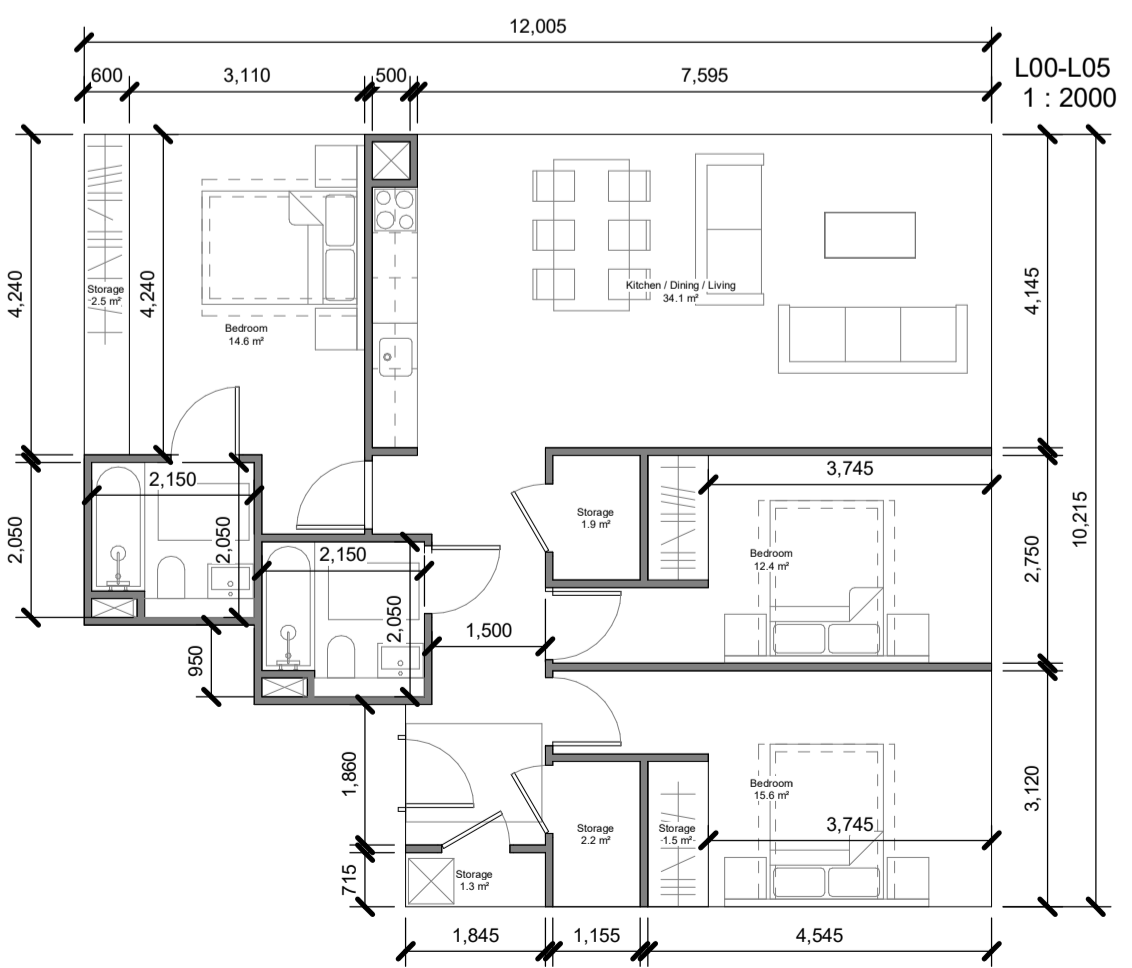 12,005
600
3,110
500
7,595
L00-L05
1 : 2000
4,240
4,240
Storage
2.5 m²
Bedroom
14.6 m²
Kitchen / Dining / Living
34.1 m²
4,145
10,215
2,150
2,050
2,050
3,745
Storage
1.9 m²
Bedroom
12.4 m²
2,750
2,150
2,050
1,500
950
1,860
Bedroom
15.6 m²
3,120
3,745
Storage
2.2 m²
Storage
1.5 m²
715
Storage
1.3 m²
1,845
1,155
4,545